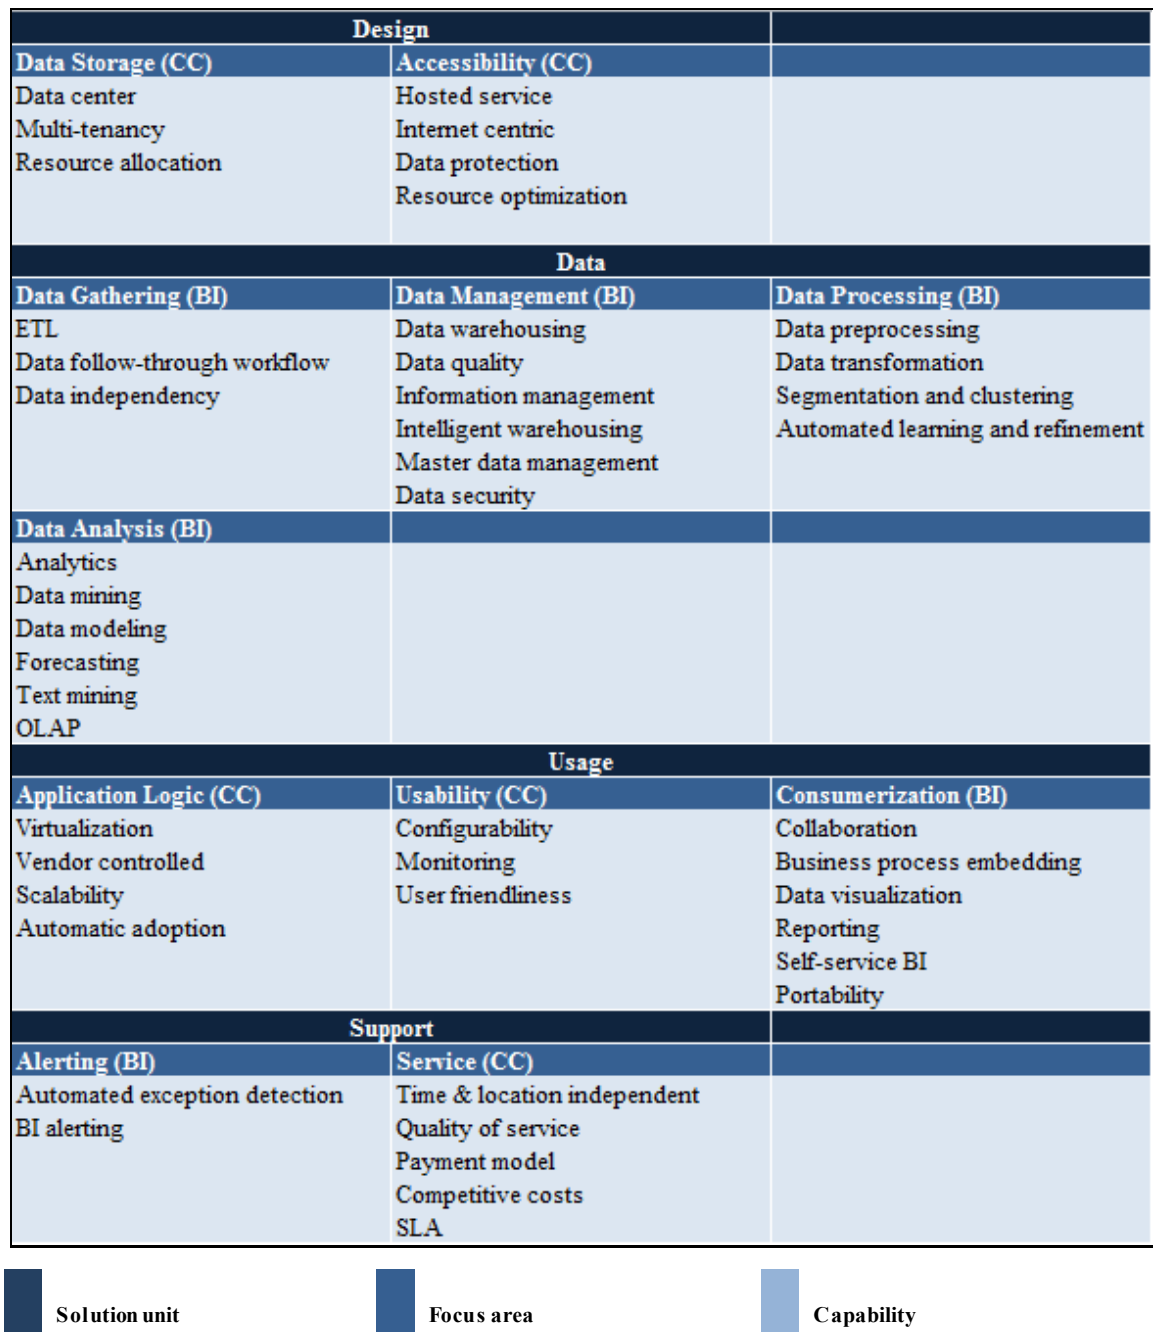 Design
Data Storage (CC) Accessibility (CC)
Data center Hosted service
Multi-tenancy Internet centric
Resource allocation Data protection
Resource optimization
Data
Data Gathering (BI) Data Management (BI) Data Processing (BI)
ETL Data warehousing Data preprocessing
Data follow-through workflow Data quality Data transformation
Data independency Information management Segmentation and clustering
Intelligent warehousing Automated learning and refinement
Master data management
Data security
Data Analysis (BI)
Analytics
Data mining
Data modeling
Forecasting
Text mining
OLAP
Usage
Application Logic (CC) Usability (CC) Consumerization (BI)
Virtualization Configurability Collaboration
Vendor controlled Monitoring Business process embedding
Scalability User friendliness Data visualization
Automatic adoption Reporting
Self-service BI
Portability
Support
Alerting (BI) Service (CC)
Automated exception detection Time & location independent
BI alerting Quality of service
Payment model
Competitive costs
SLA
Solution unit Focus area Capability